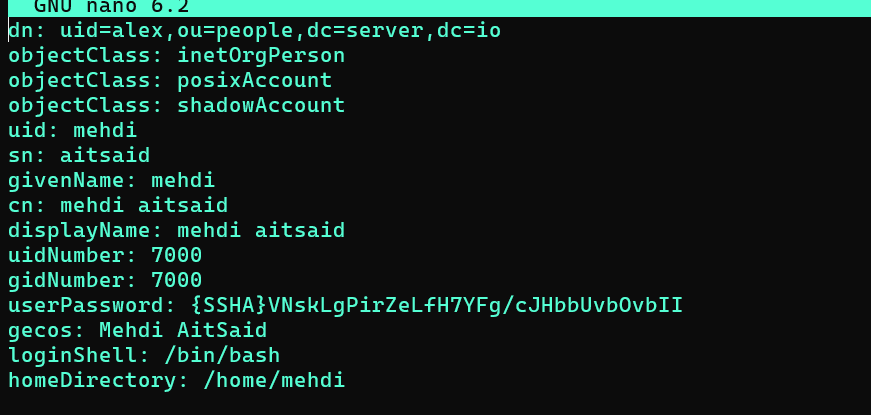 GNU nano 6.2
dn: uid=alex,ou=people,dc=server,dc=io
objectClass: inetOrgPerson
objectClass: posixAccount
objectClass: shadowAccount
uid: mehdi
sn: aitsaid
givenName: mehdi
cn: mehdi aitsaid
displayName: mehdi aitsaid
uidNumber: 7000
gidNumber: 7000
userPassword: {SSHA}VNskLgPirZeLfH7YFg/cJHbbUvbOvbII
gecos: Mehdi AitSaid
loginShell: /bin/bash
homeDirectory: /home/mehdi